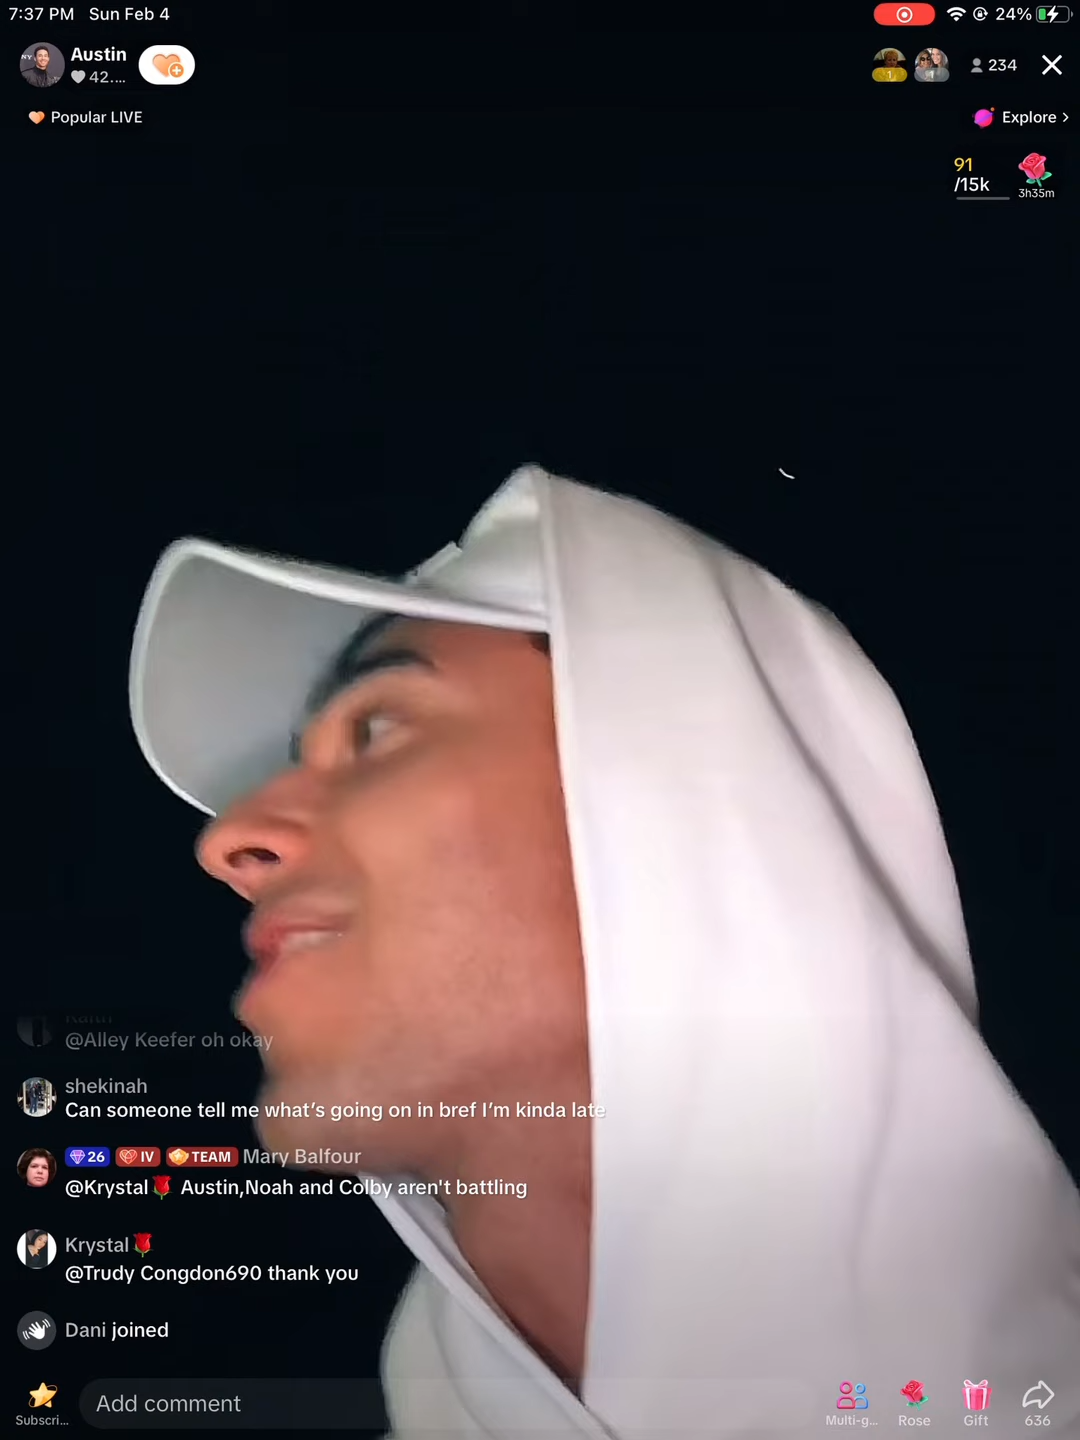 7:37 PM Sun Feb 4
24%
Austin
42....
234
Popular LIVE
Explore >
91
/15k
3h35m
@Alley Keefer oh okay
shekinah
Can someone tell me what's going on in bref I'm kinda late
26 IV TEAM Mary Balfour
@Krystal🌹 Austin,Noah and Colby aren't battling
Krystal🌹
@Trudy Congdon690 thank you
Dani joined
Add comment
Subscri...
Multi-g...
Rose
Gift
636